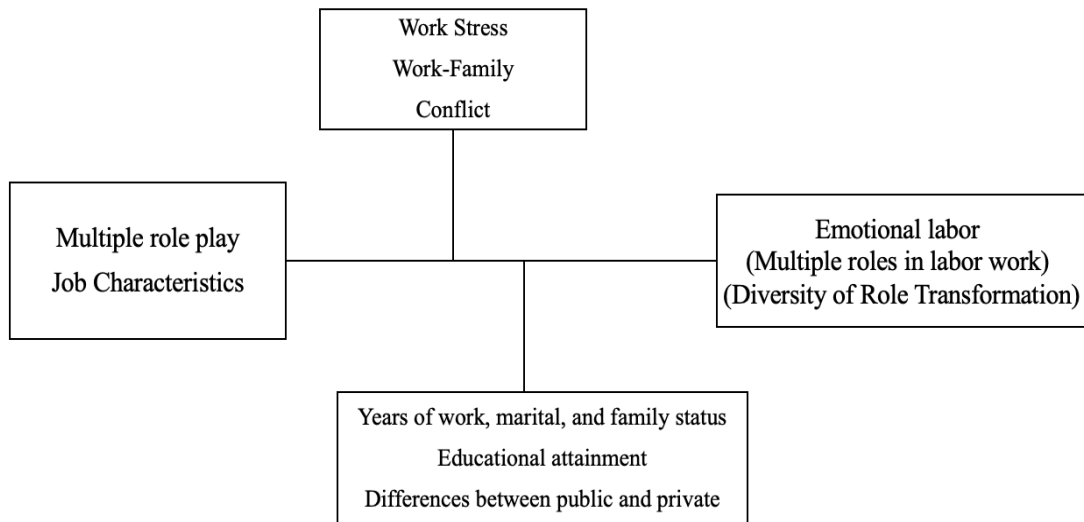 Work Stress
Work-Family
Conflict
Multiple role play
Job Characteristics
Emotional labor
(Multiple roles in labor work)
(Diversity of Role Transformation)
Years of work, marital, and family status
Educational attainment
Differences between public and private